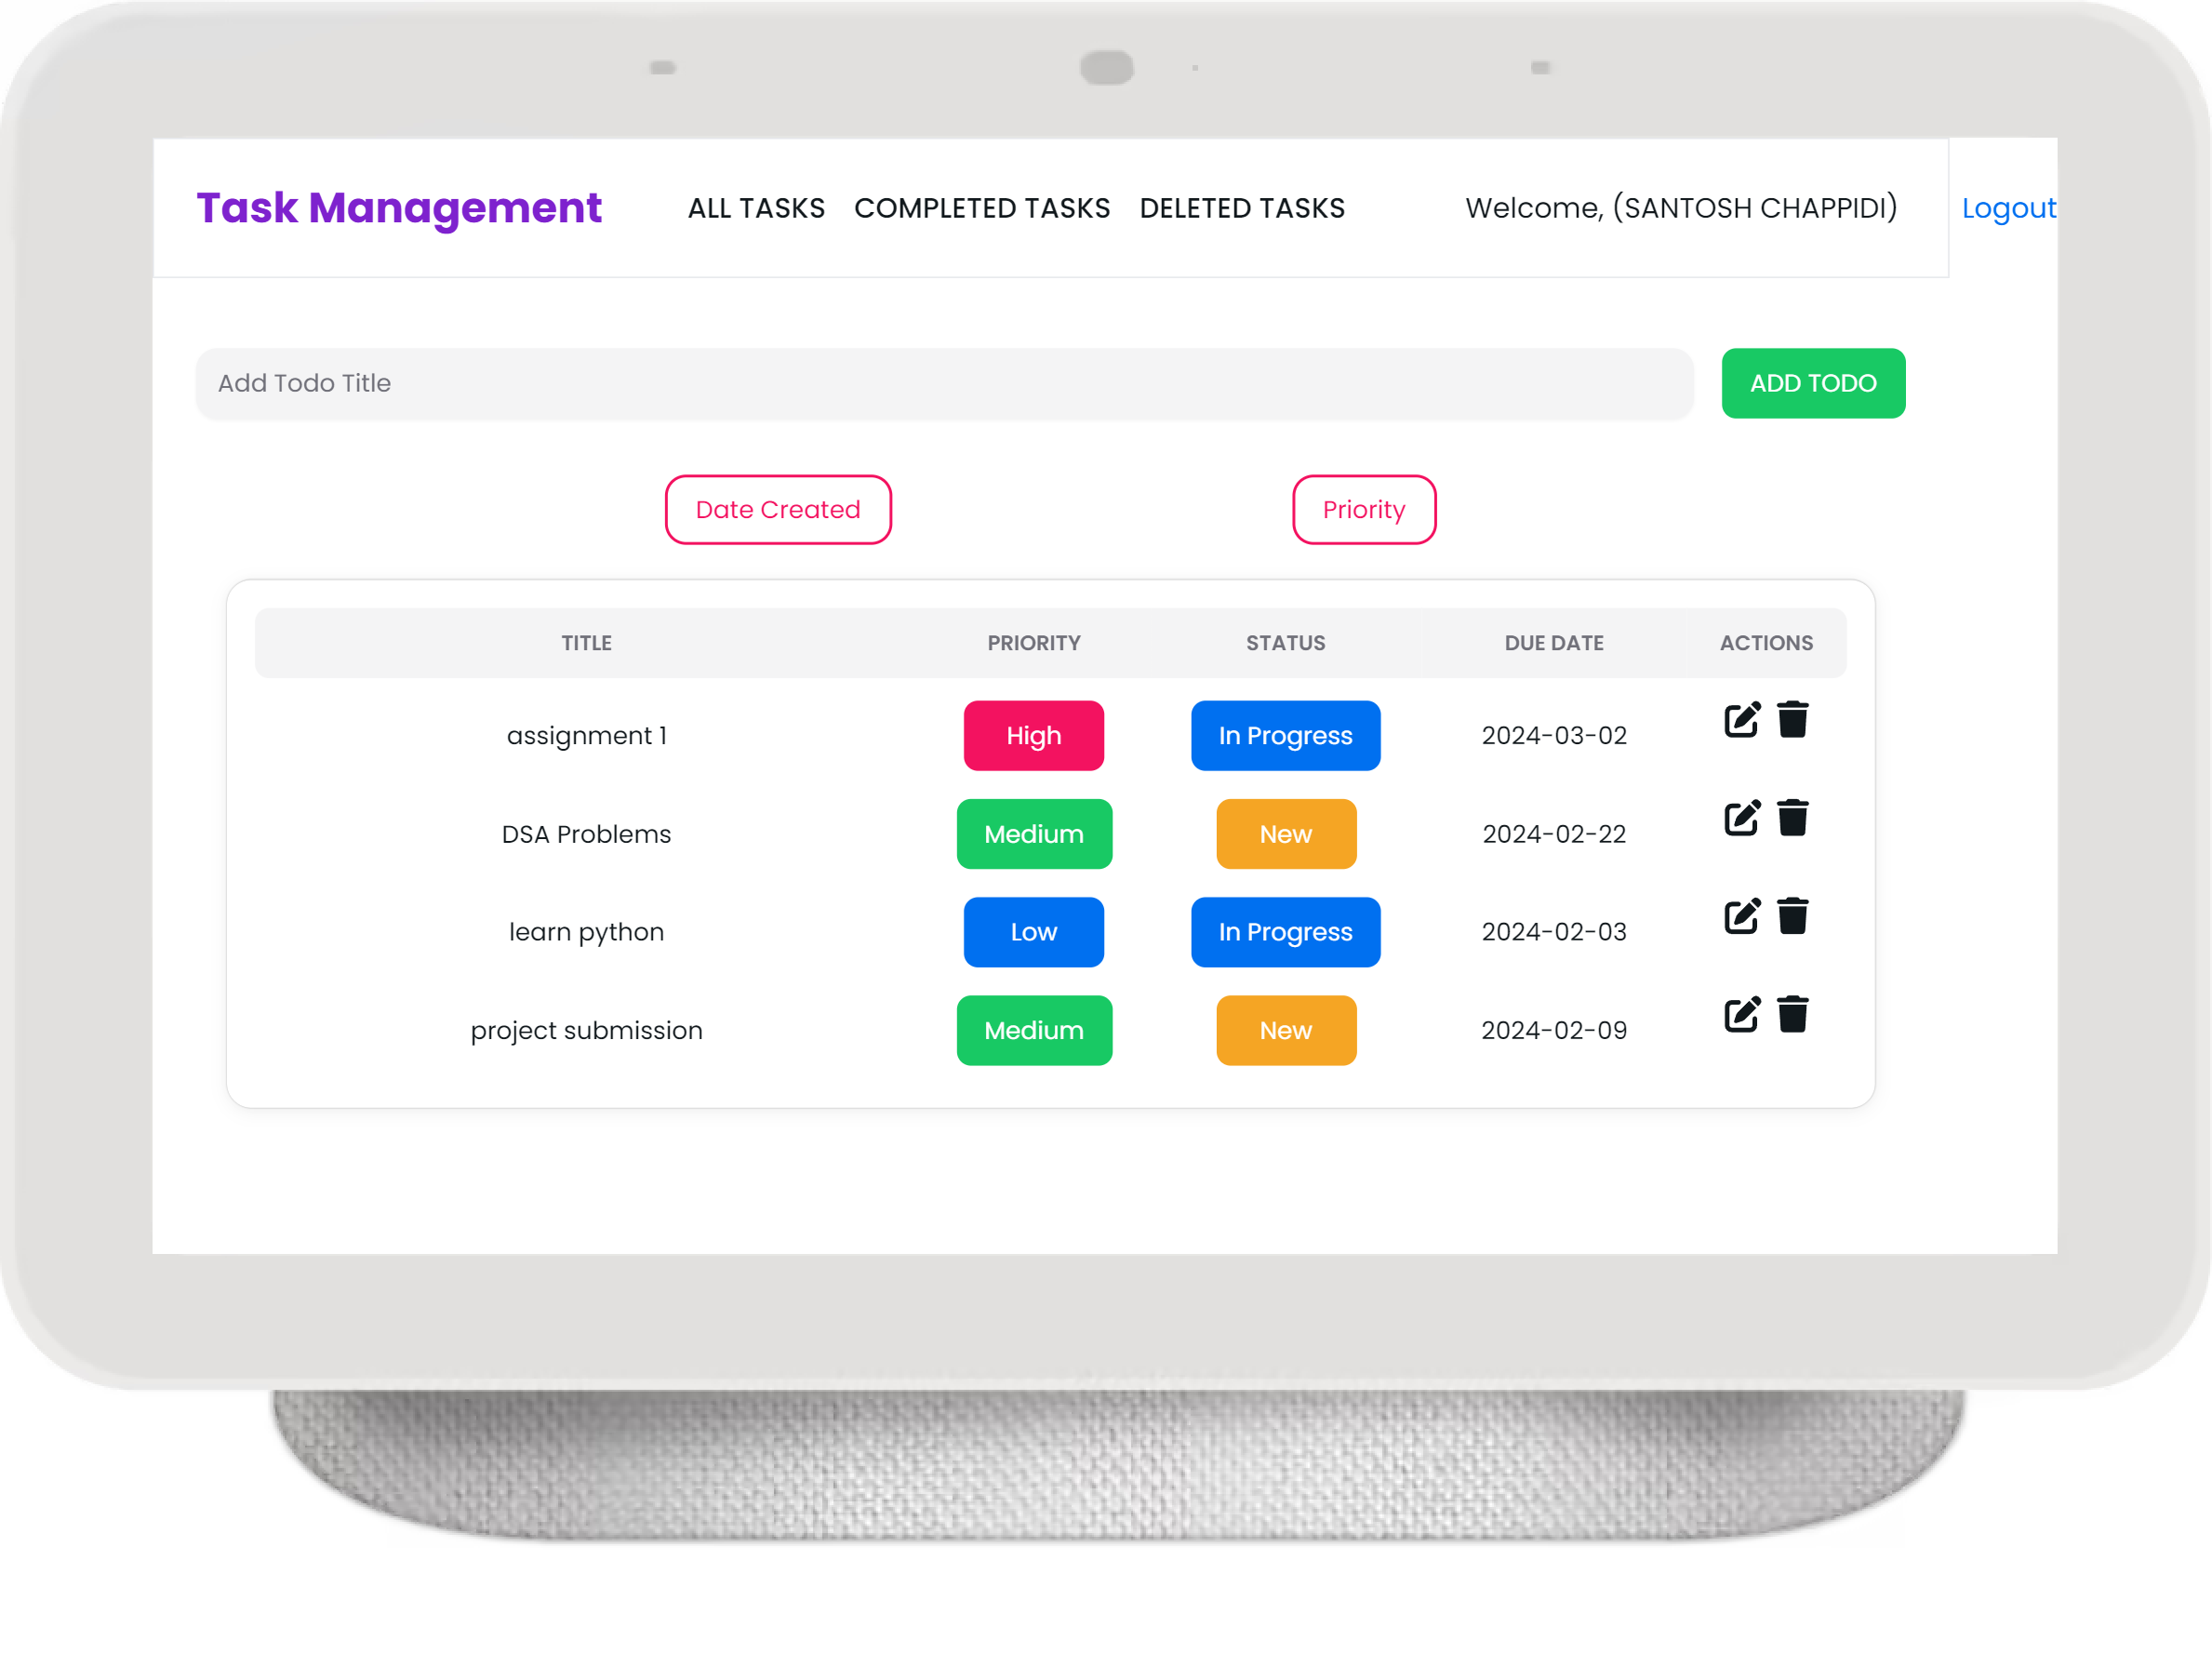 Task Management ALL TASKS COMPLETED TASKS DELETED TASKS Welcome, (SANTOSH CHAPPIDI) Logout
Add Todo Title ADD TODO
Date Created Priority
TITLE PRIORITY STATUS DUE DATE ACTIONS
assignment 1 High In Progress 2024-03-02
DSA Problems Medium New 2024-02-22
learn python Low In Progress 2024-02-03
project submission Medium New 2024-02-09